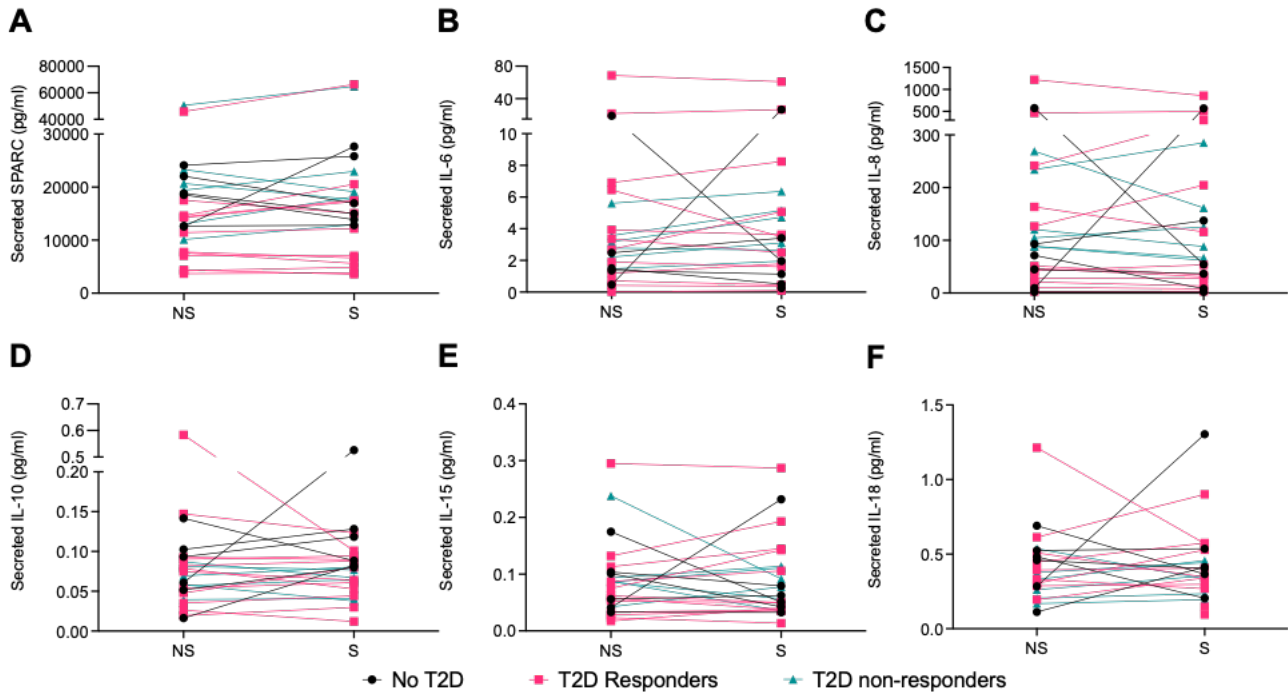 A
Secreted SPARC (pg/ml)
80000
60000
40000
30000
20000
10000
0
NS
S
B
Secreted IL-6 (pg/ml)
80
40
10
8
6
4
2
0
NS
S
C
Secreted IL-8 (pg/ml)
1500
1000
500
300
200
100
0
NS
S
D
Secreted IL-10 (pg/ml)
0.7
0.6
0.5
0.20
0.15
0.10
0.05
0.00
NS
S
E
Secreted IL-15 (pg/ml)
0.4
0.3
0.2
0.1
0.0
NS
S
F
Secreted IL-18 (pg/ml)
1.5
1.0
0.5
0.0
NS
S
No T2D
T2D Responders
T2D non-responders